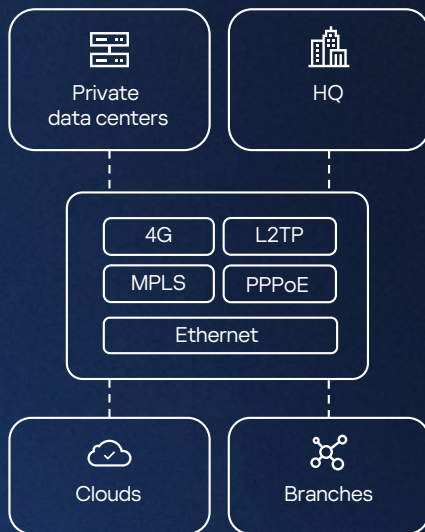 Private
data centers
HQ
4G
L2TP
MPLS
PPPoE
Ethernet
Clouds
Branches